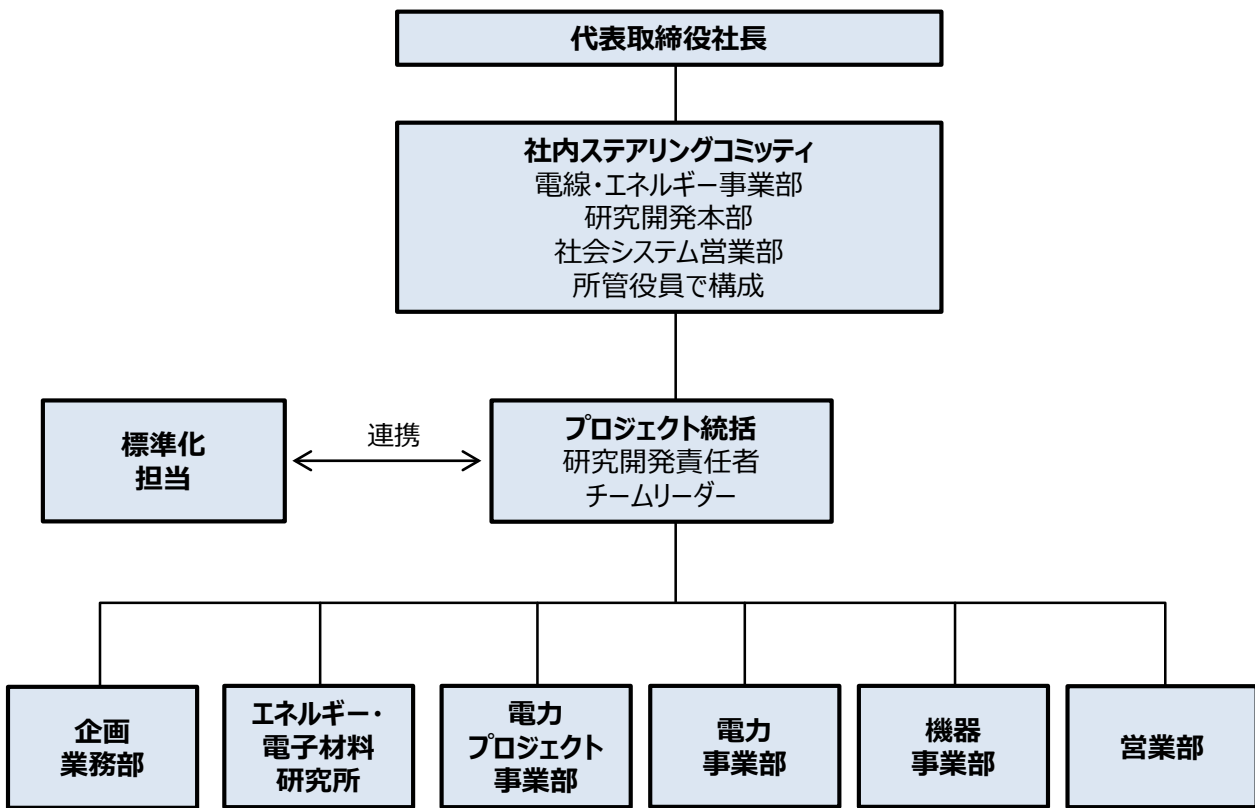 代表取締役社長
社内ステアリングコミッティ
電線・エネルギー事業部
研究開発本部
社会システム営業部
所管役員で構成
標準化
担当
連携
プロジェクト統括
研究開発責任者
チームリーダー
企画
業務部
エネルギー・
電子材料
研究所
電力
プロジェクト
事業部
電力
事業部
機器
事業部
営業部